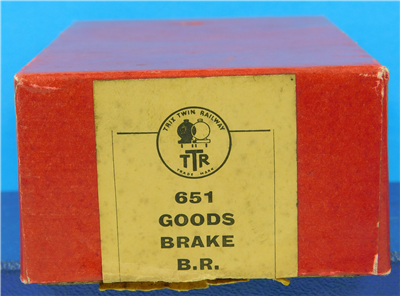 TRIX TWIN RAILWAY
TTR
TRADE MARK
651
GOODS
BRAKE
B.R.